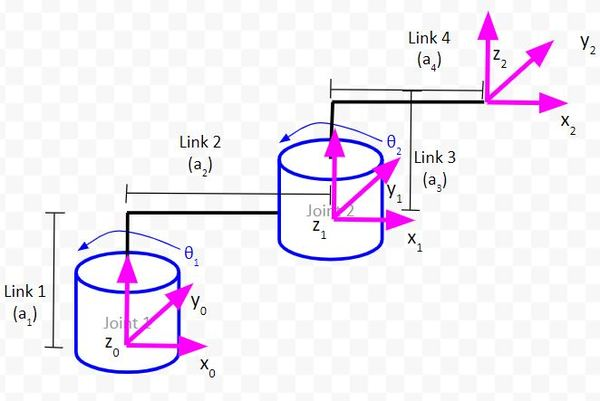 Link 4
(a₄)
z₂
y₂
x₂
Link 2
(a₂)
θ₂
Link 3
(a₃)
y₁
Joint 2
z₁
x₁
θ₁
Link 1
(a₁)
y₀
Joint 1
z₀
x₀